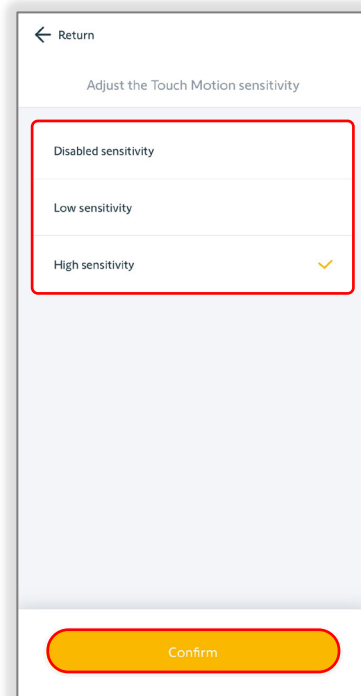 Return
Adjust the Touch Motion sensitivity
Disabled sensitivity
Low sensitivity
High sensitivity
Confirm